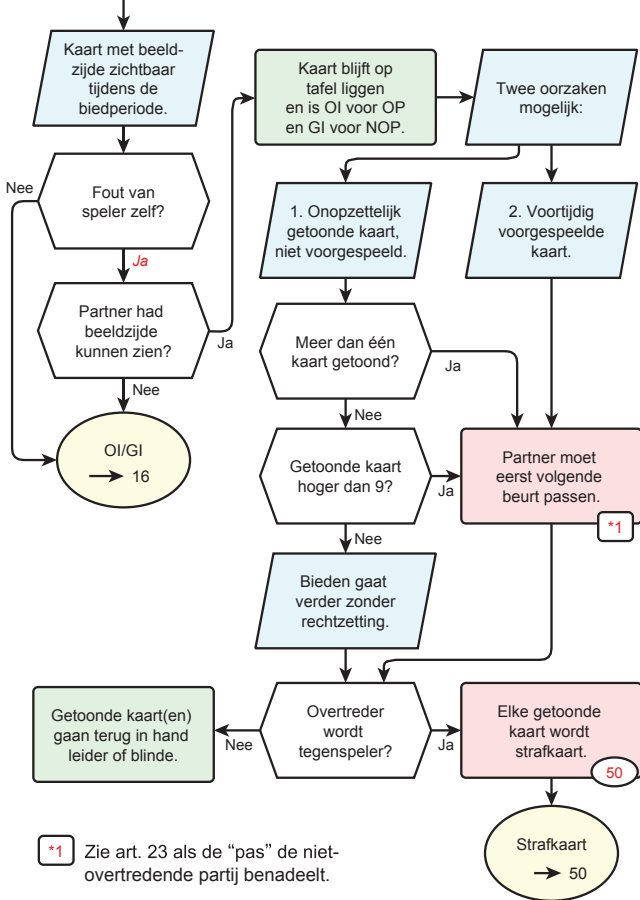 Kaart met beeld-
zijde zichtbaar
tijdens de
biedperiode.
Kaart blijft op
tafel liggen
en is OI voor OP
en GI voor NOP.
Twee oorzaken
mogelijk:
Nee
Fout van
speler zelf?
Ja
1. Onopzettelijk
getoonde kaart,
niet voorgespeeld.
2. Voortijdig
voorgespeelde
kaart.
Partner had
beeldzijde
kunnen zien?
Ja
Nee
Meer dan één
kaart getoond?
Ja
Nee
OI/GI
16
Getoonde kaart
hoger dan 9?
Ja
Nee
Partner moet
eerst volgende
beurt passen.
*1
Bieden gaat
verder zonder
rechtzetting.
Getoonde kaart(en)
gaan terug in hand
leider of blinde.
Nee
Overtreder
wordt
tegenspeler?
Ja
Elke getoonde
kaart wordt
strafkaart.
50
Strafkaart
50
*1 Zie art. 23 als de “pas” de niet-
overtredende partij benadeelt.